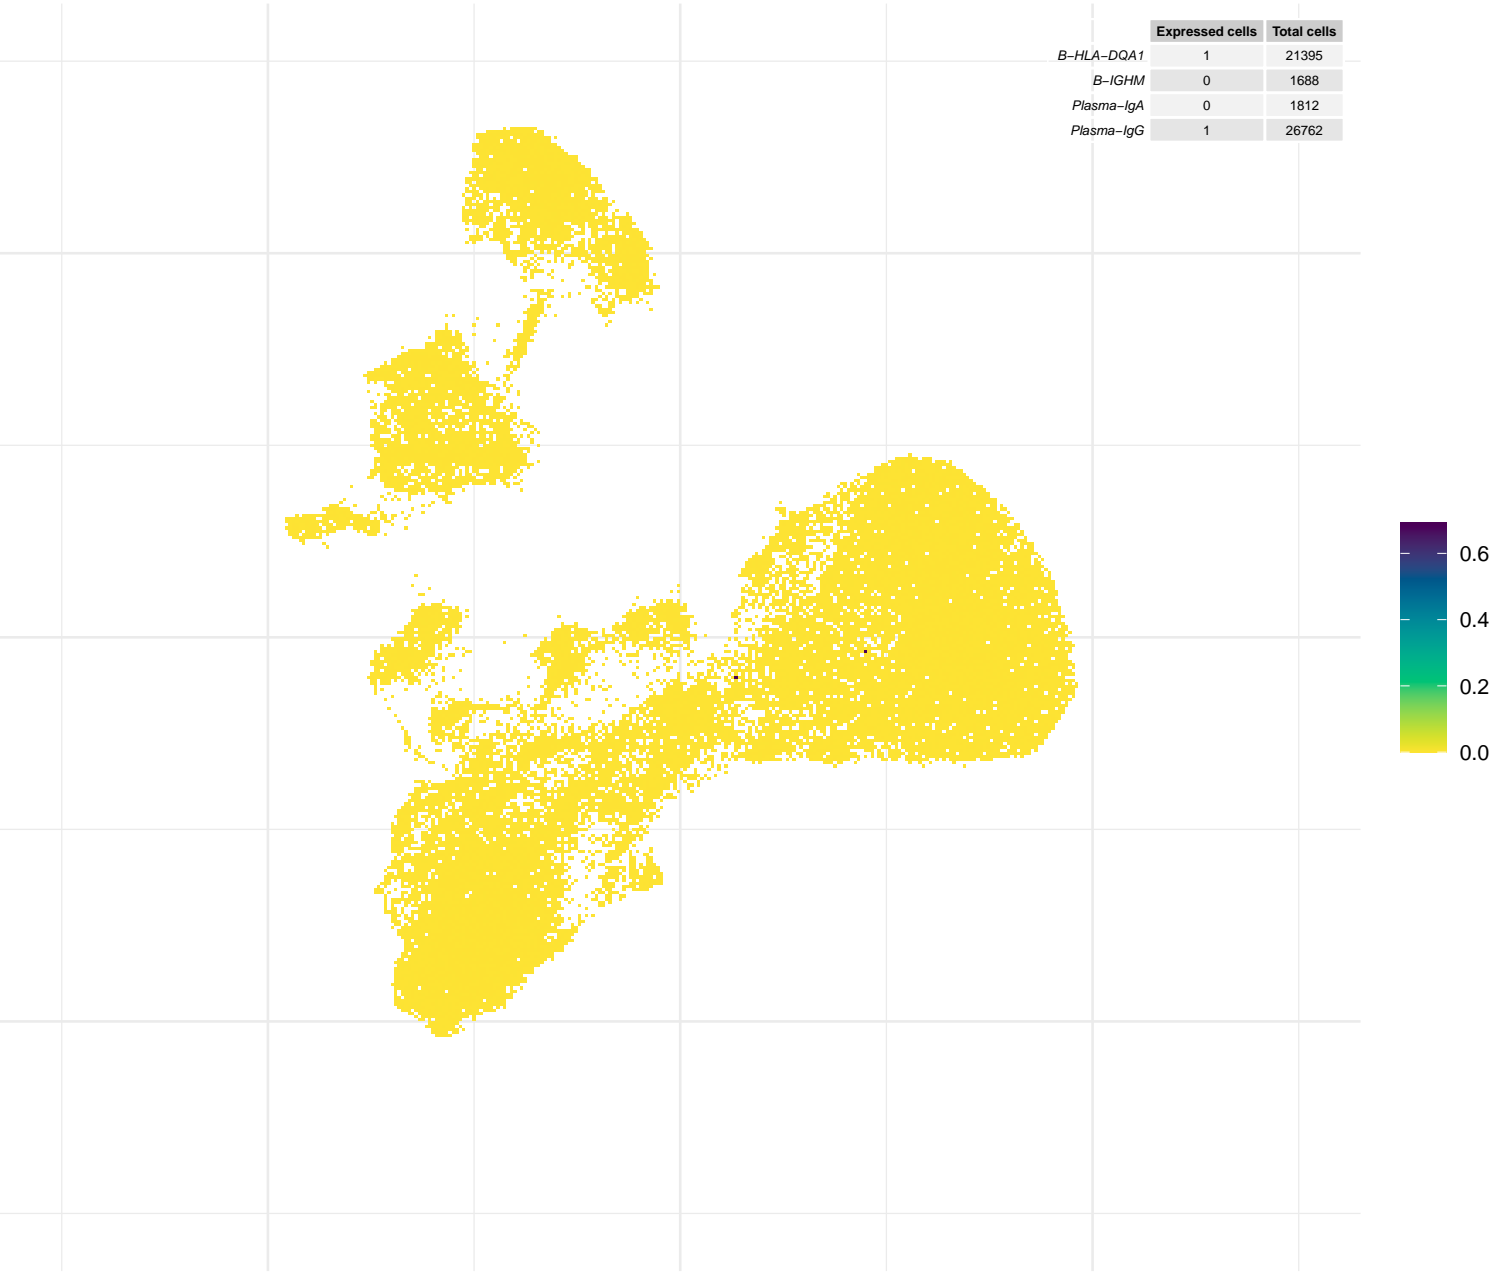 Expressed cells Total cells
B−HLA−DQA1 1 21395
B−IGHM 0 1688
Plasma−IgA 0 1812
Plasma−IgG 1 26762
0.6
0.4
0.2
0.0